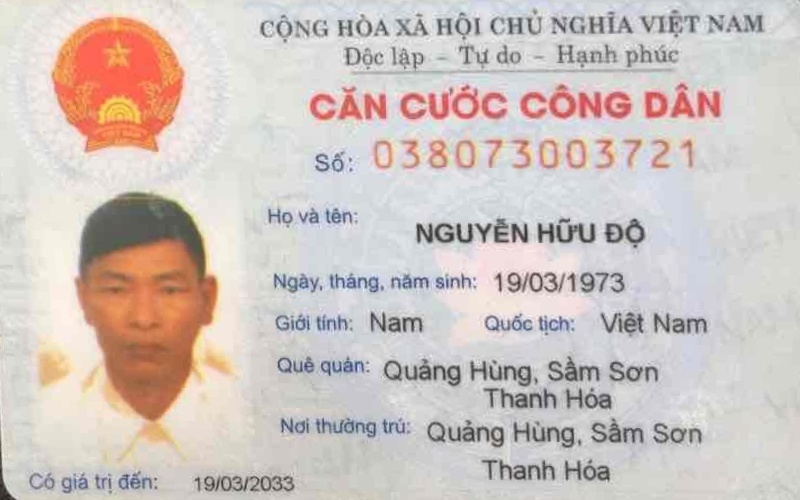 CỘNG HÒA XÃ HỘI CHỦ NGHĨA VIỆT NAM
Độc lập – Tự do – Hạnh phúc
CĂN CƯỚC CÔNG DÂN
Số: 038073003721
Họ và tên: NGUYỄN HỮU ĐỘ
Ngày, tháng, năm sinh: 19/03/1973
Giới tính: Nam Quốc tịch: Việt Nam
Quê quán: Quảng Hùng, Sầm Sơn
Thanh Hóa
Nơi thường trú: Quảng Hùng, Sầm Sơn
Thanh Hóa
Có giá trị đến: 19/03/2033